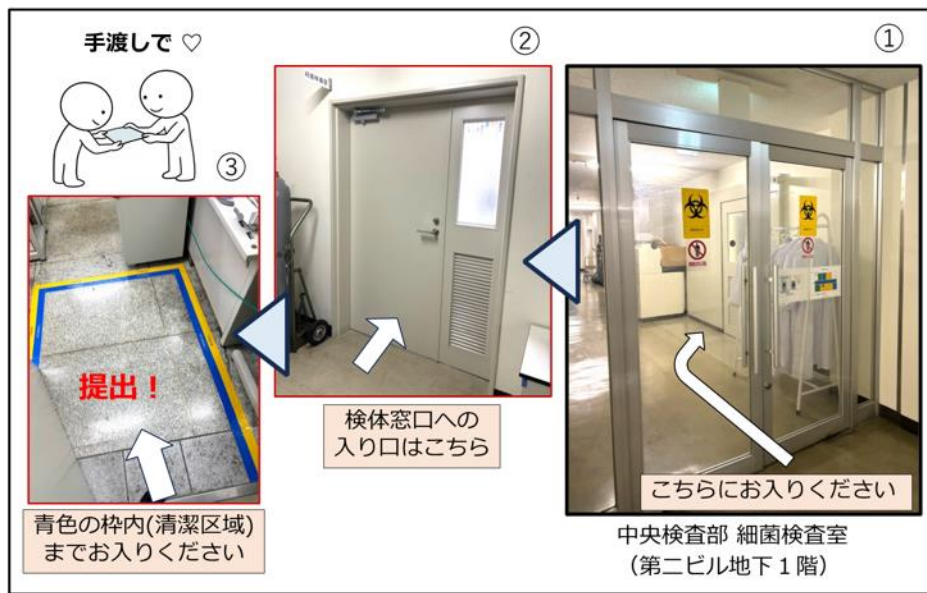 ①
こちらにお入りください
中央検査部 細菌検査室
（第二ビル地下１階）
②
検体窓口への
入り口はこちら
手渡しで ♡
③
提出！
青色の枠内(清潔区域)
までお入りください